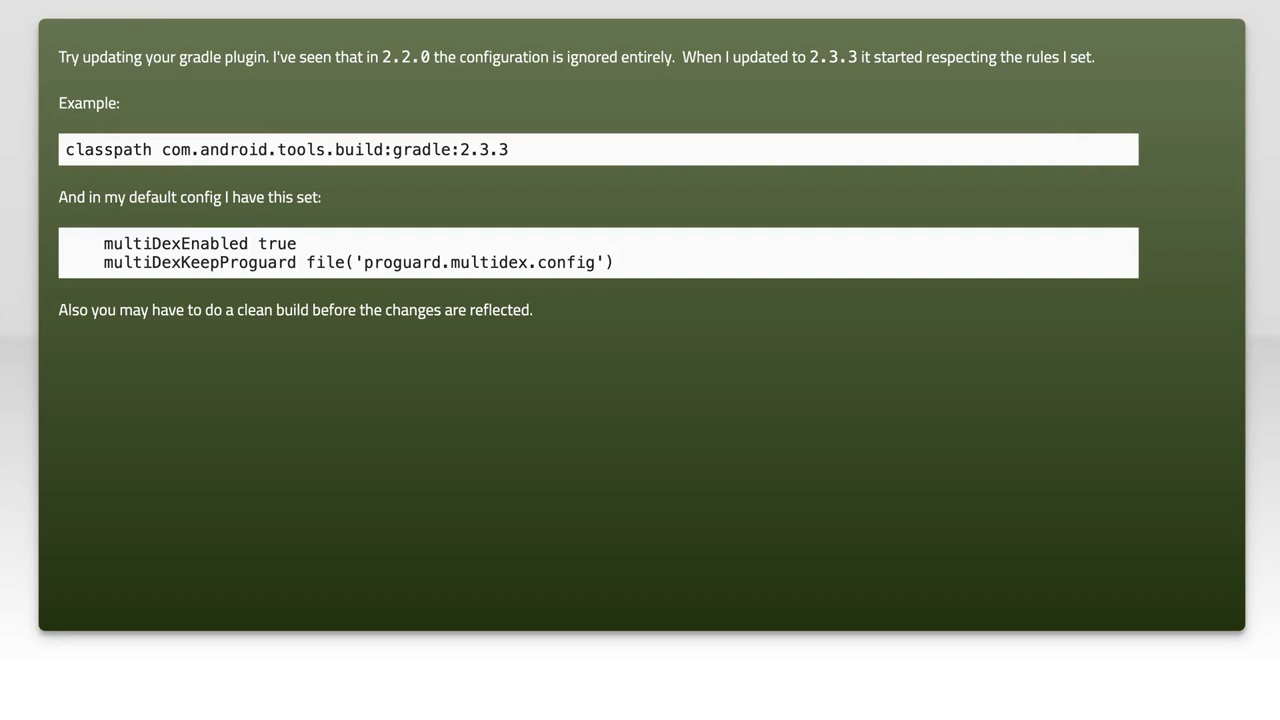 Try updating your gradle plugin. I've seen that in 2.2.0 the configuration is ignored entirely.  When I updated to 2.3.3 it started respecting the rules I set.
Example:
classpath com.android.tools.build:gradle:2.3.3
And in my default config I have this set:
    multiDexEnabled true
    multiDexKeepProguard file('proguard.multidex.config')
Also you may have to do a clean build before the changes are reflected.